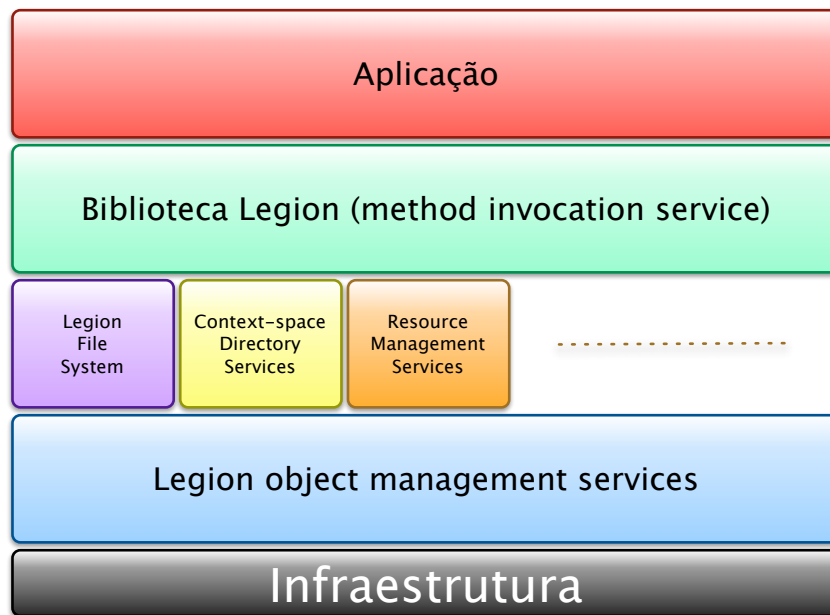 Aplicação
Biblioteca Legion (method invocation service)
Legion
File
System
Context-space
Directory
Services
Resource
Management
Services
Legion object management services
Infraestrutura